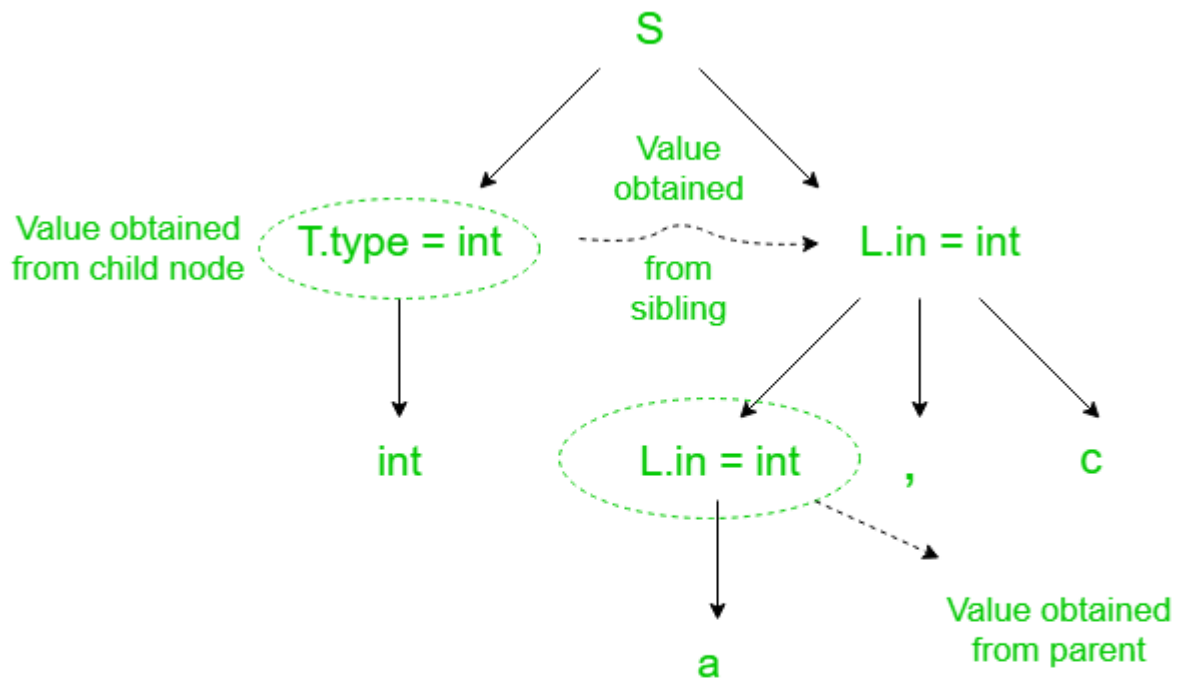 S
Value
obtained
Value obtained
from child node
T.type = int
L.in = int
from
sibling
int
L.in = int
,
c
Value obtained
from parent
a